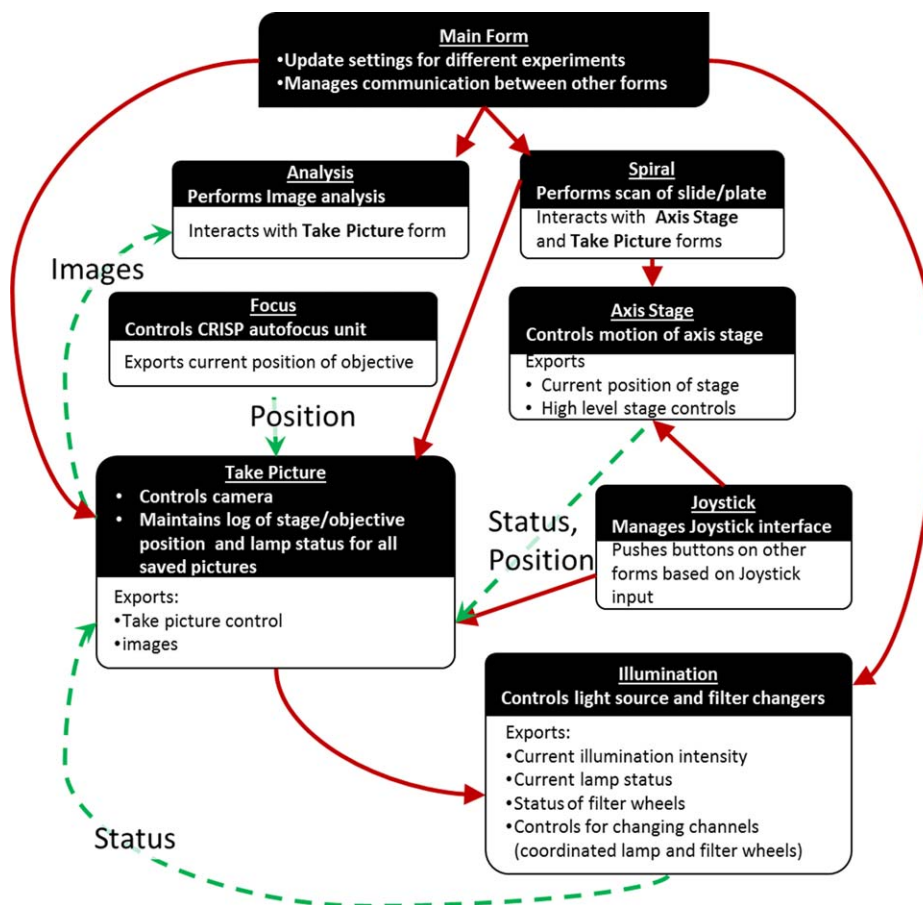 Main Form
•Update settings for different experiments
•Manages communication between other forms
Analysis
Performs Image analysis
Interacts with Take Picture form
Spiral
Performs scan of slide/plate
Interacts with Axis Stage
and Take Picture forms
Images
Focus
Controls CRISP autofocus unit
Exports current position of objective
Axis Stage
Controls motion of axis stage
Exports
• Current position of stage
• High level stage controls
Position
Take Picture
• Controls camera
• Maintains log of stage/objective
position and lamp status for all
saved pictures
Exports:
•Take picture control
•images
Status,
Position
Joystick
Manages Joystick interface
Pushes buttons on other
forms based on Joystick
input
Illumination
Controls light source and filter changers
Exports:
•Current illumination intensity
•Current lamp status
•Status of filter wheels
•Controls for changing channels
(coordinated lamp and filter wheels)
Status